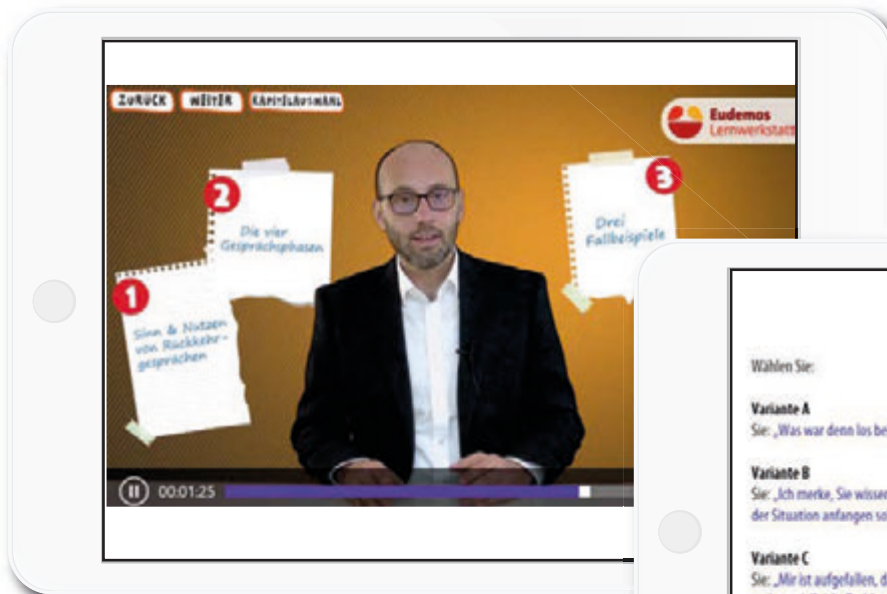 ZURÜCK WEITER KAPITELAUSWAHL
Eudemos
Lernwerkstatt
2
Die vier
Gesprächsphasen
3
Drei
Fallbeispiele
1
Sinn & Nutzen
von Rückkehr-
gesprächen
00:01:25
Wählen Sie:
Variante A
Sie: „Was war denn los be
Variante B
Sie: „Ich merke, Sie wissen
der Situation anfangen so
Variante C
Sie: „Mir ist aufgefallen, d